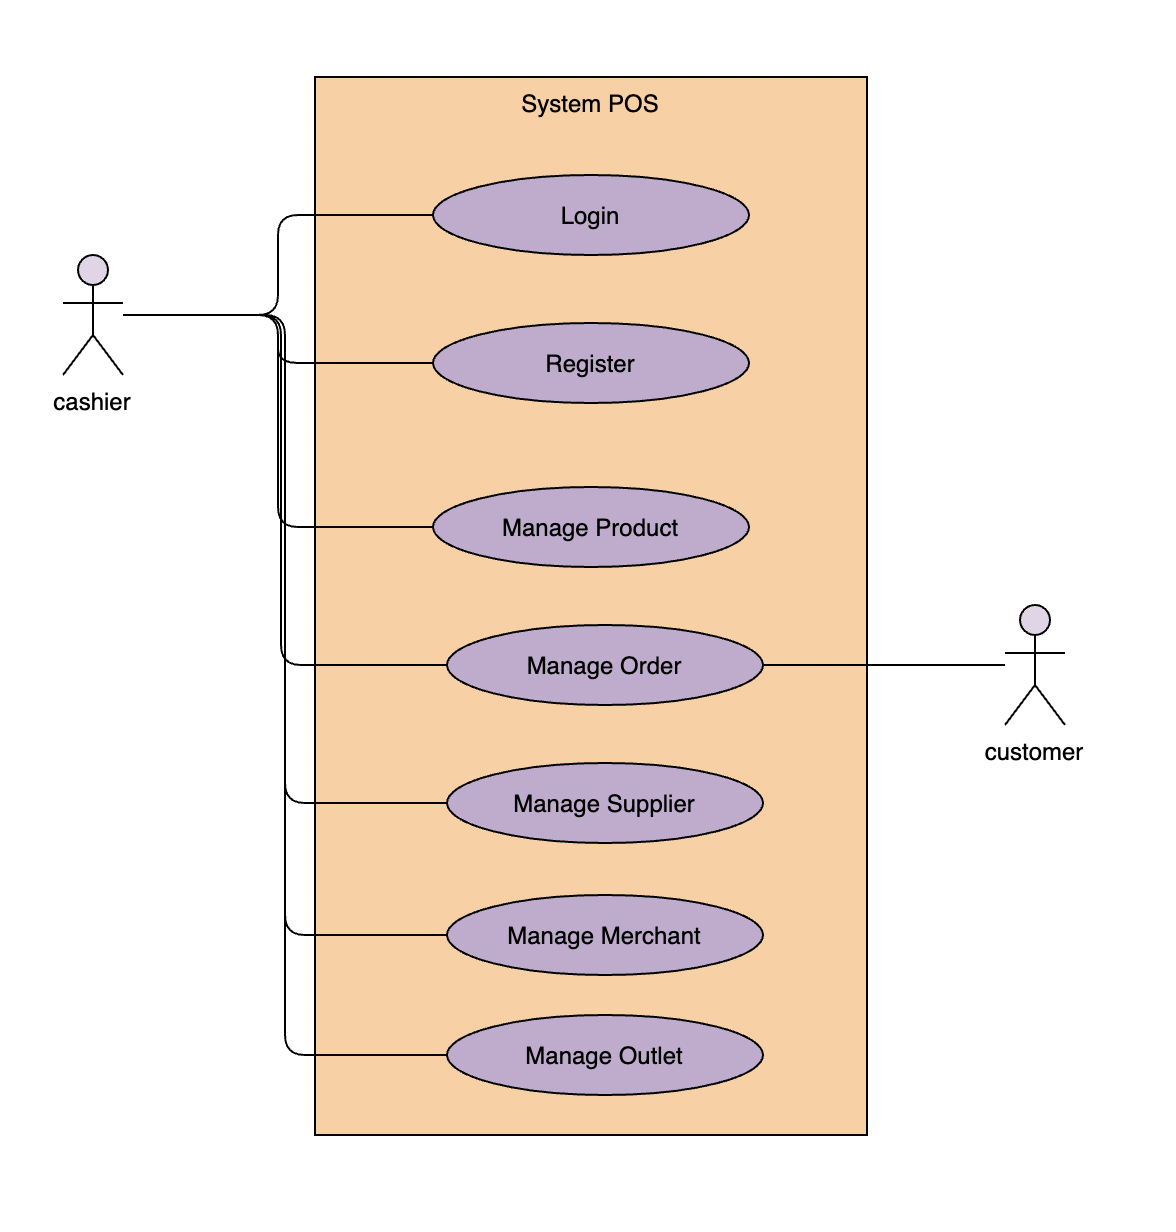 System POS
Login
Register
cashier
Manage Product
Manage Order
customer
Manage Supplier
Manage Merchant
Manage Outlet